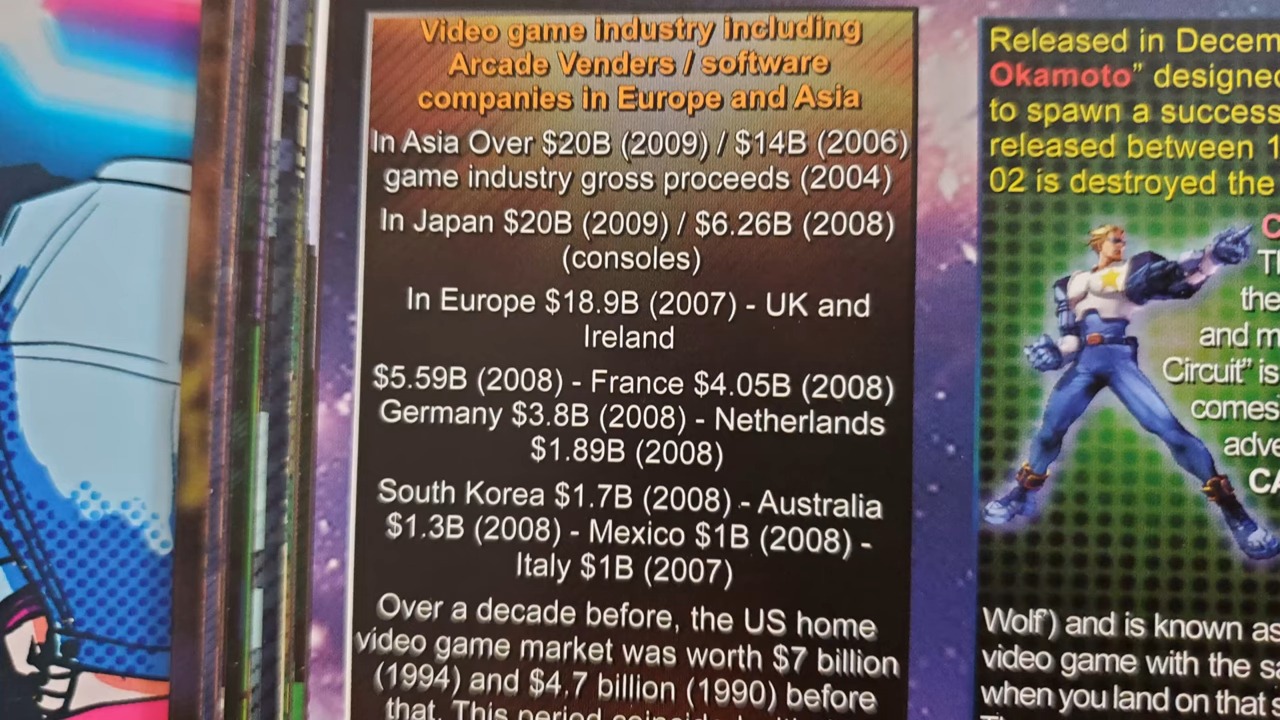 Video game industry including
Arcade Venders / software
companies in Europe and Asia
In Asia Over $20B (2009) / $14B (2006)
game industry gross proceeds (2004)
In Japan $20B (2009) / $6.26B (2008)
(consoles)
In Europe $18.9B (2007) - UK and
Ireland
$5.59B (2008) - France $4.05B (2008)
Germany $3.8B (2008) - Netherlands
$1.89B (2008)
South Korea $1.7B (2008) - Australia
$1.3B (2008) - Mexico $1B (2008) -
Italy $1B (2007)
Over a decade before, the US home
video game market was worth $7 billion
(1994) and $4.7 billion (1990) before
that. This period
Released in Decem
Okamoto” designed
to spawn a success
released between 1
02 is destroyed the
C
Th
the
and m
Circuit” is
comes
adve
CA
Wolf’) and is known as
video game with the sa
when you land on that s